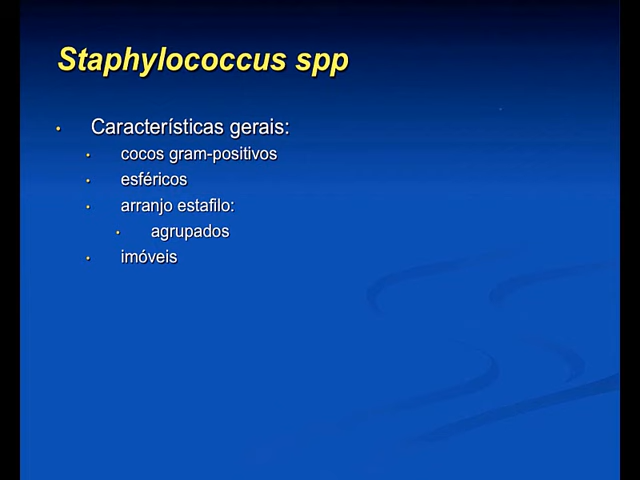 Staphylococcus spp
• Características gerais:
• cocos gram-positivos
• esféricos
• arranjo estafilo:
• agrupados
• imóveis